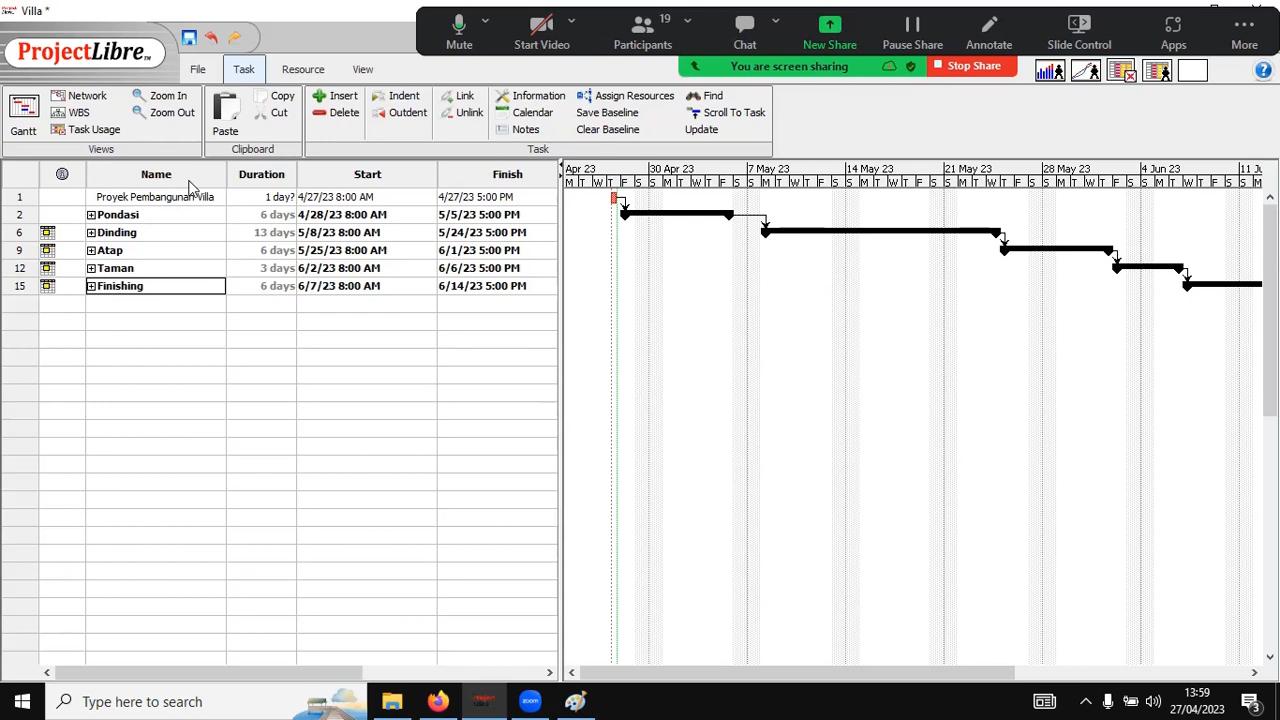 Villa *
Mute
Start Video
19
Participants
Chat
New Share
Pause Share
Annotate
Slide Control
Apps
More
You are screen sharing
Stop Share
ProjectLibre
File Task Resource View
Network
WBS
Task Usage
Gantt
Views
Zoom In
Zoom Out
Copy
Cut
Paste
Clipboard
Insert
Delete
Indent
Outdent
Link
Unlink
Information
Calendar
Notes
Assign Resources
Save Baseline
Clear Baseline
Find
Scroll To Task
Update
Task
Name Duration Start Finish
1 Proyek Pembangunan Villa 1 day? 4/27/23 8:00 AM 4/27/23 5:00 PM
2 Pondasi 6 days 4/28/23 8:00 AM 5/5/23 5:00 PM
6 Dinding 13 days 5/8/23 8:00 AM 5/24/23 5:00 PM
9 Atap 6 days 5/25/23 8:00 AM 6/1/23 5:00 PM
12 Taman 3 days 6/2/23 8:00 AM 6/6/23 5:00 PM
15 Finishing 6 days 6/7/23 8:00 AM 6/14/23 5:00 PM
Apr 23 30 Apr 23 7 May 23 14 May 23 21 May 23 28 May 23 4 Jun 23 11
M T W T F S S M T W T F S S M T W T F S S M T W T F S S M T W T F S S M T W T F S S M T W T F S S M
Type here to search
zoom
13:59
27/04/2023
3